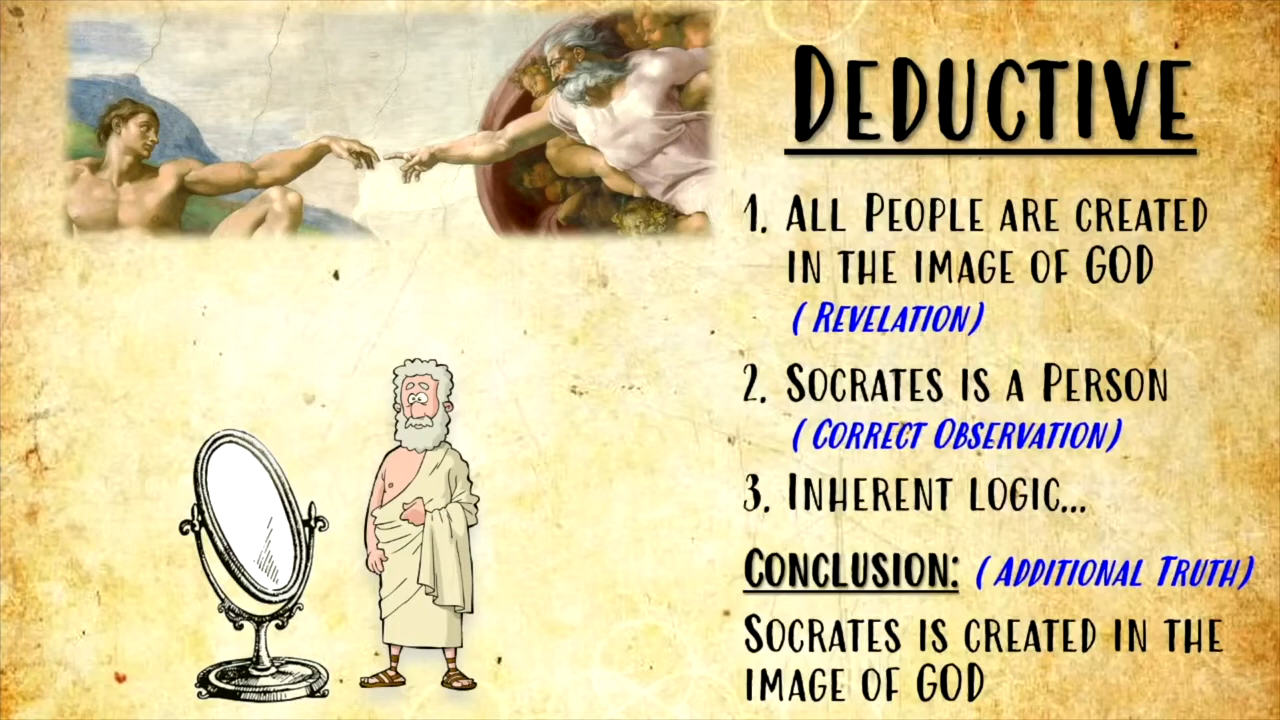 DEDUCTIVE
1. ALL PEOPLE ARE CREATED
IN THE IMAGE OF GOD
( REVELATION)
2. SOCRATES IS A PERSON
( CORRECT OBSERVATION)
3. INHERENT LOGIC...
CONCLUSION: ( ADDITIONAL TRUTH)
SOCRATES IS CREATED IN THE
IMAGE OF GOD